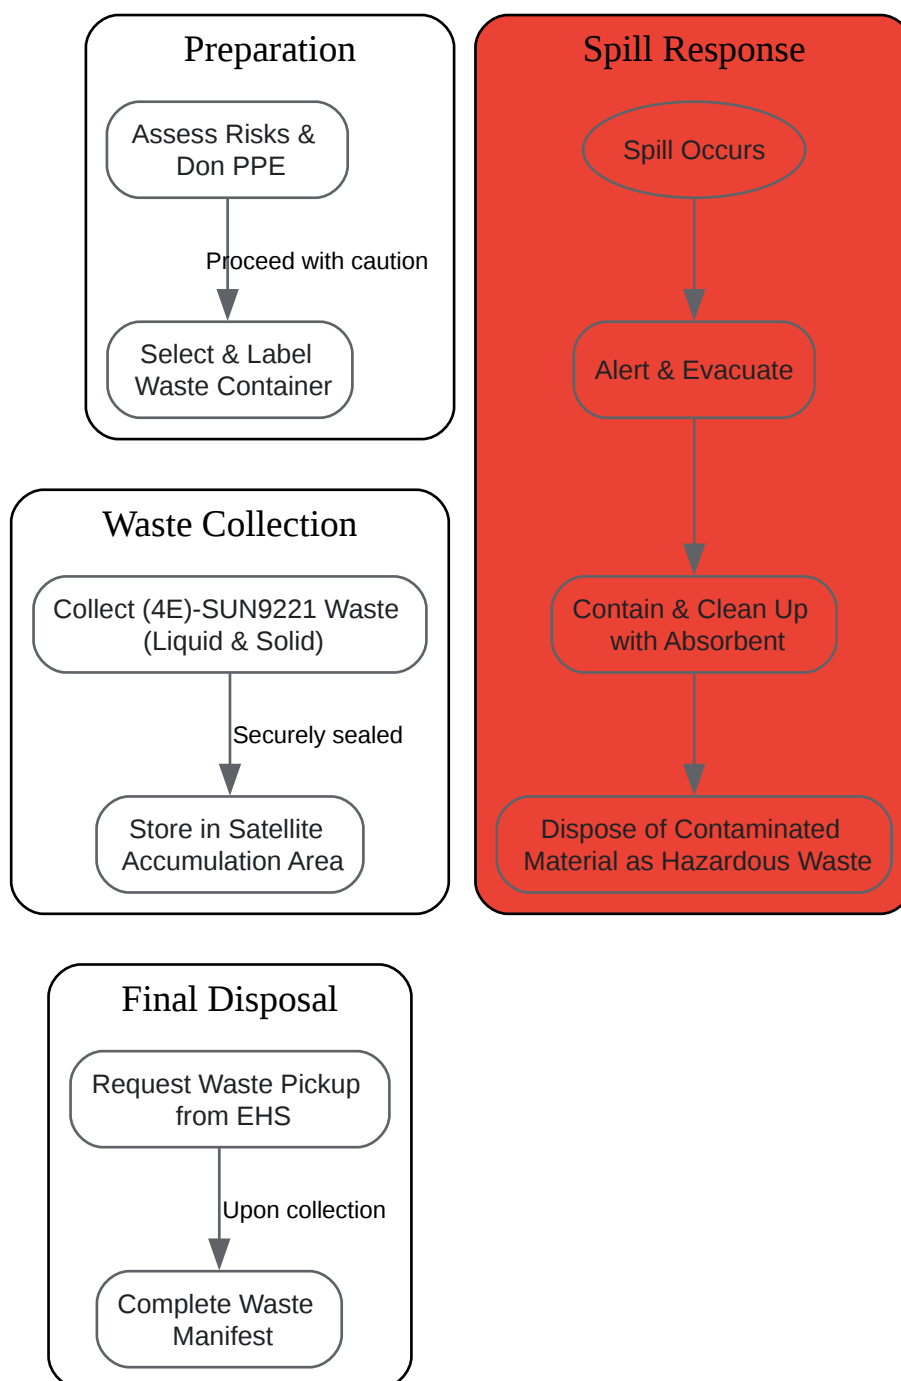 Preparation
Assess Risks &
Don PPE
Proceed with caution
Select & Label
Waste Container
Spill Response
Spill Occurs
Alert & Evacuate
Contain & Clean Up
with Absorbent
Dispose of Contaminated
Material as Hazardous Waste
Waste Collection
Collect (4E)-SUN9221 Waste
(Liquid & Solid)
Securely sealed
Store in Satellite
Accumulation Area
Final Disposal
Request Waste Pickup
from EHS
Upon collection
Complete Waste
Manifest